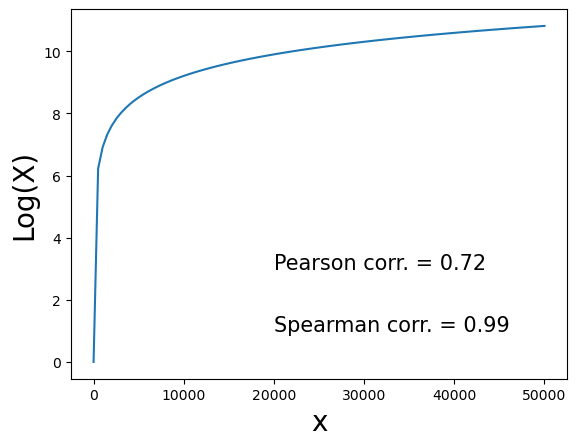 10
8
6
4
2
0
Log(X)
Pearson corr. = 0.72
Spearman corr. = 0.99
0 10000 20000 30000 40000 50000
x